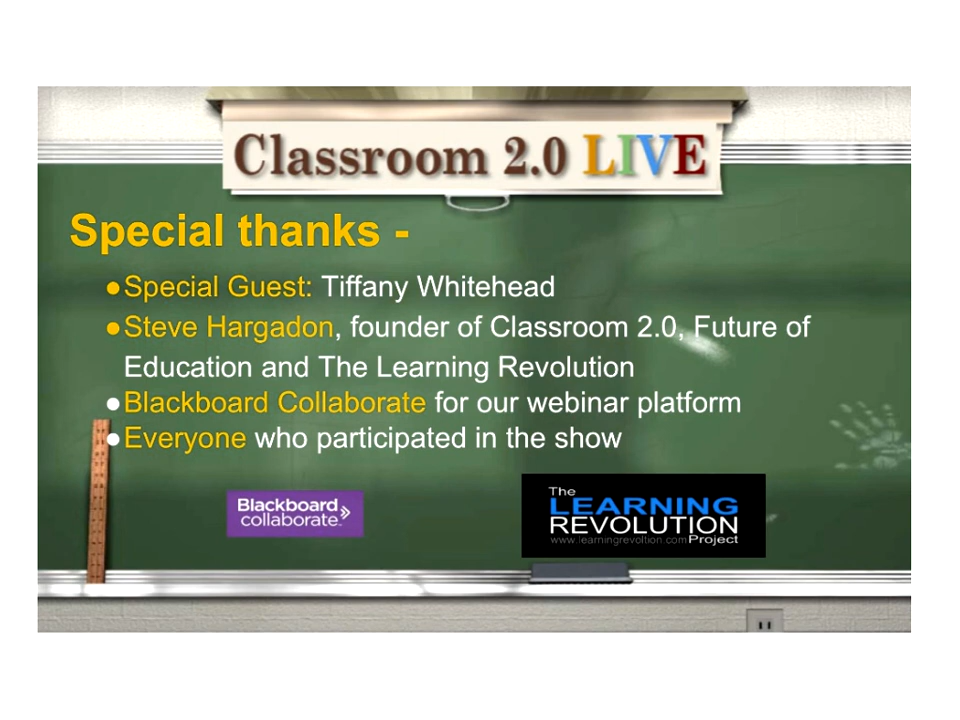 Classroom 2.0 LIVE
Special thanks -
●Special Guest: Tiffany Whitehead
●Steve Hargadon, founder of Classroom 2.0, Future of
Education and The Learning Revolution
●Blackboard Collaborate for our webinar platform
●Everyone who participated in the show
Blackboard
collaborate™
The
LEARNING
REVOLUTION
www.learningrevoltion.com Project